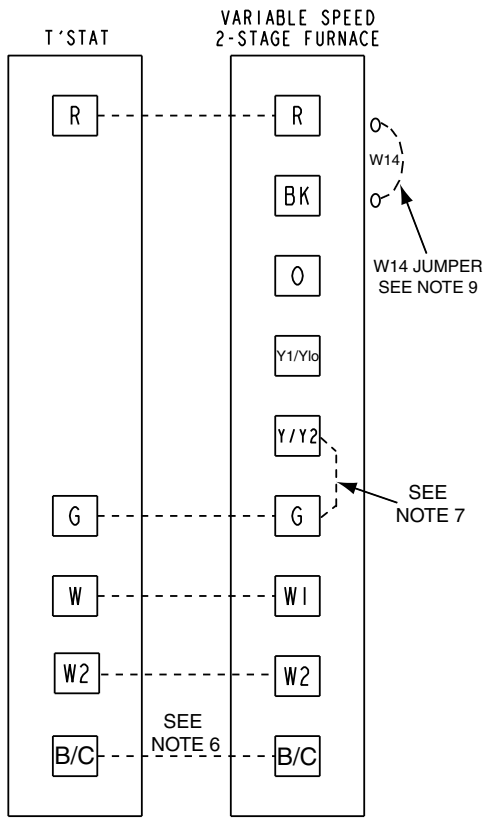 VARIABLE SPEED
T'STAT 2-STAGE FURNACE
R R
W14
BK
W14 JUMPER
SEE NOTE 9
O
Y1/Ylo
Y/Y2
SEE
NOTE 7
G G
W W1
W2 W2
SEE
NOTE 6
B/C B/C